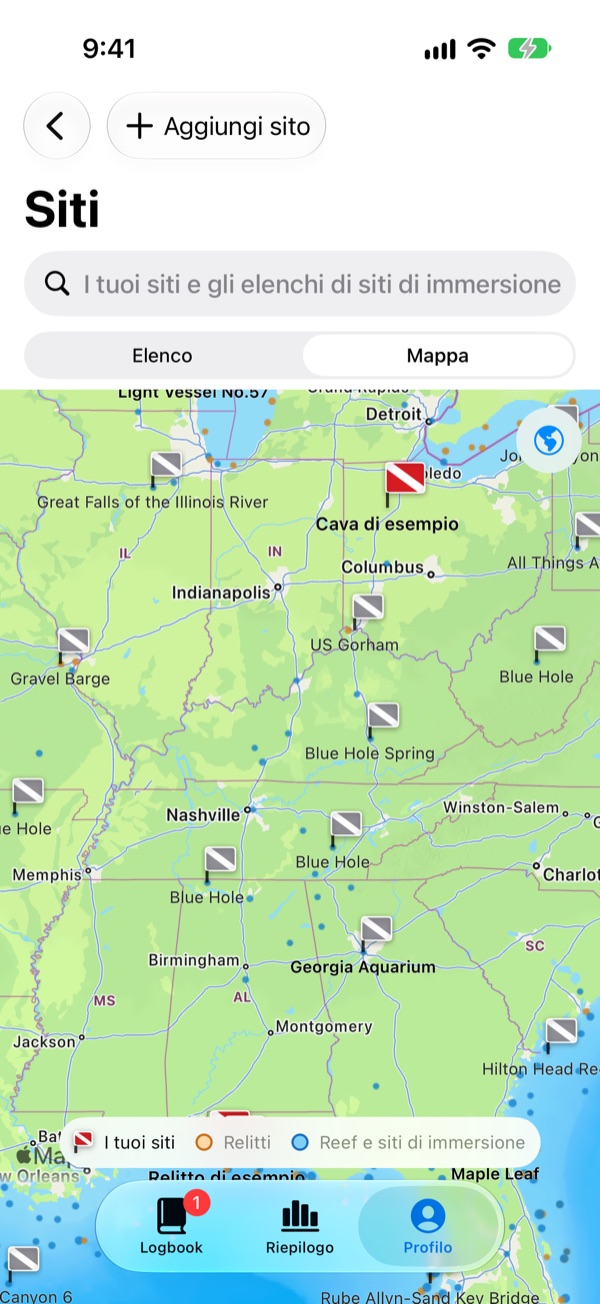 9:41
Aggiungi sito
Siti
I tuoi siti e gli elenchi di siti di immersione
Elenco
Mappa
Light Vessel No.57
Grand Rapids
Detroit
Great Falls of the Illinois River
Cava di esempio
IL
IN
Columbus
All Things A
Indianapolis
US Gorham
Gravel Barge
Blue Hole
Blue Hole Spring
e Hole
Nashville
Winston-Salem
Blue Hole
Memphis
Charlot
Blue Hole
SC
Birmingham
Georgia Aquarium
MS
AL
Montgomery
Jackson
Hilton Head Re
I tuoi siti
Relitti
Reef e siti di immersione
w Orleans
Relitto di esempio
Maple Leaf
1
Logbook
Riepilogo
Profilo
Canyon 6
Rube Allyn-Sand Key Bridge